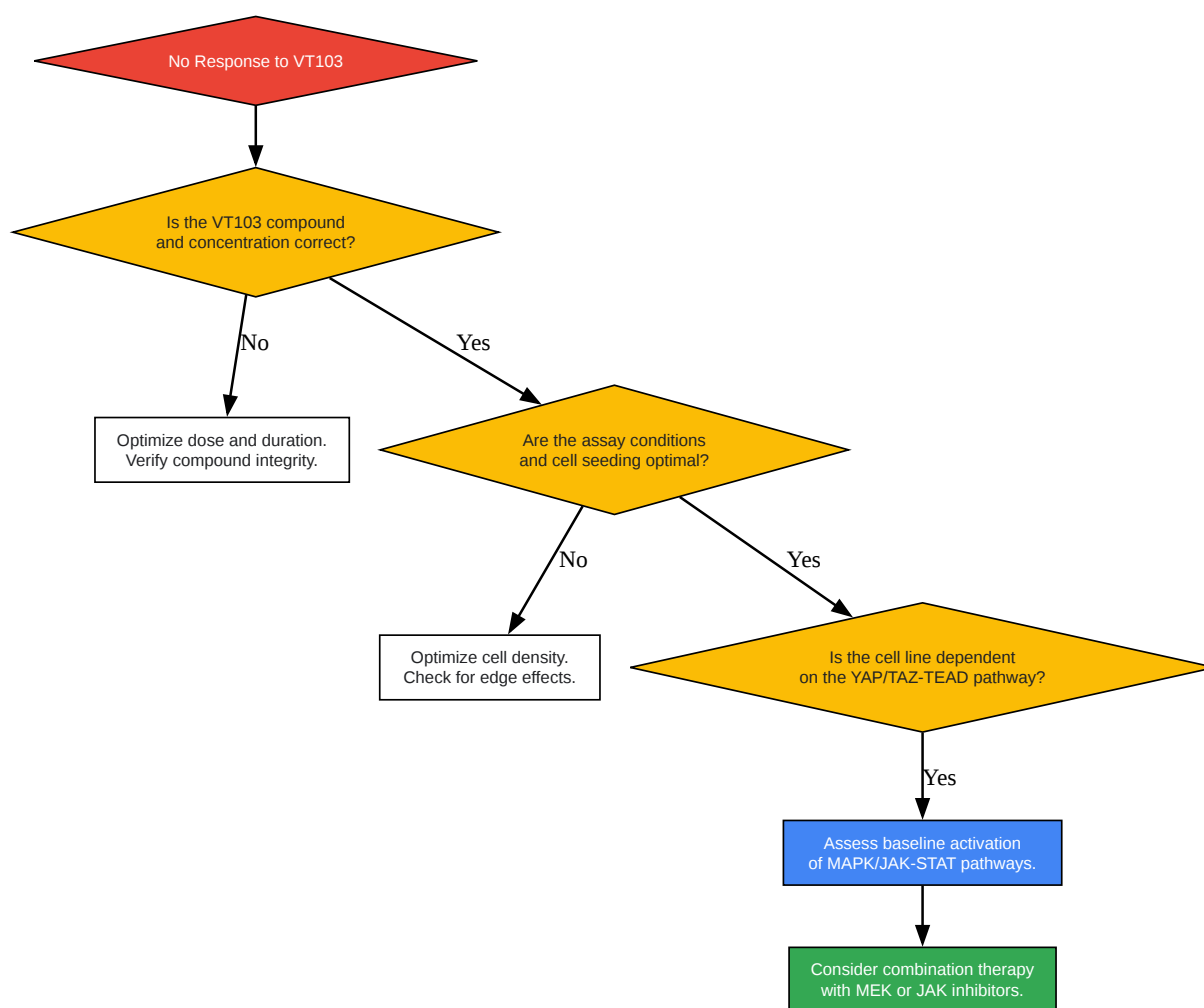 No Response to VT103
Is the VT103 compound
and concentration correct?
No
Yes
Optimize dose and duration.
Verify compound integrity.
Are the assay conditions
and cell seeding optimal?
No
Yes
Optimize cell density.
Check for edge effects.
Is the cell line dependent
on the YAP/TAZ-TEAD pathway?
Yes
Assess baseline activation
of MAPK/JAK-STAT pathways.
Consider combination therapy
with MEK or JAK inhibitors.